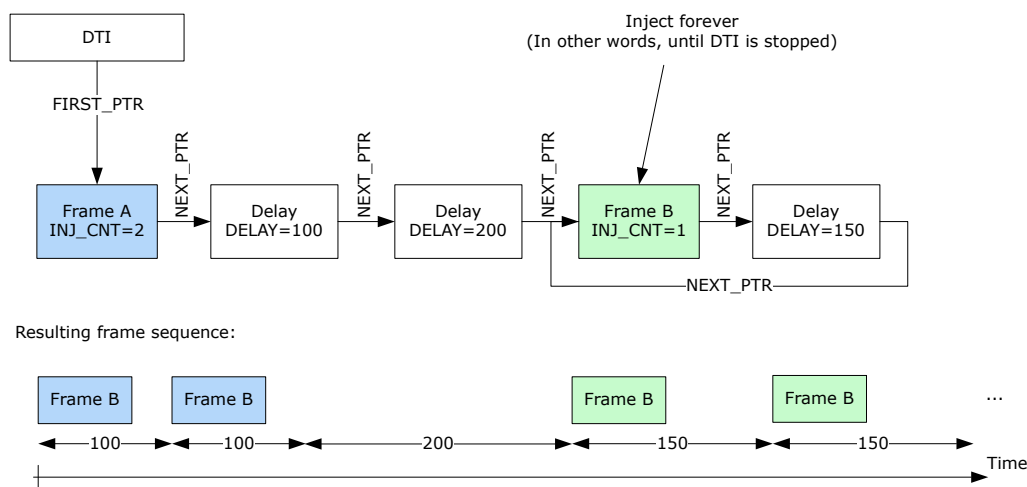 DTI
Inject forever
(In other words, until DTI is stopped)
FIRST_PTR
NEXT_PTR
NEXT_PTR
NEXT_PTR
NEXT_PTR
Frame A
INJ_CNT=2
Delay
DELAY=100
Delay
DELAY=200
Frame B
INJ_CNT=1
Delay
DELAY=150
NEXT_PTR
Resulting frame sequence:
Frame B
Frame B
Frame B
Frame B
...
100
100
200
150
150
Time